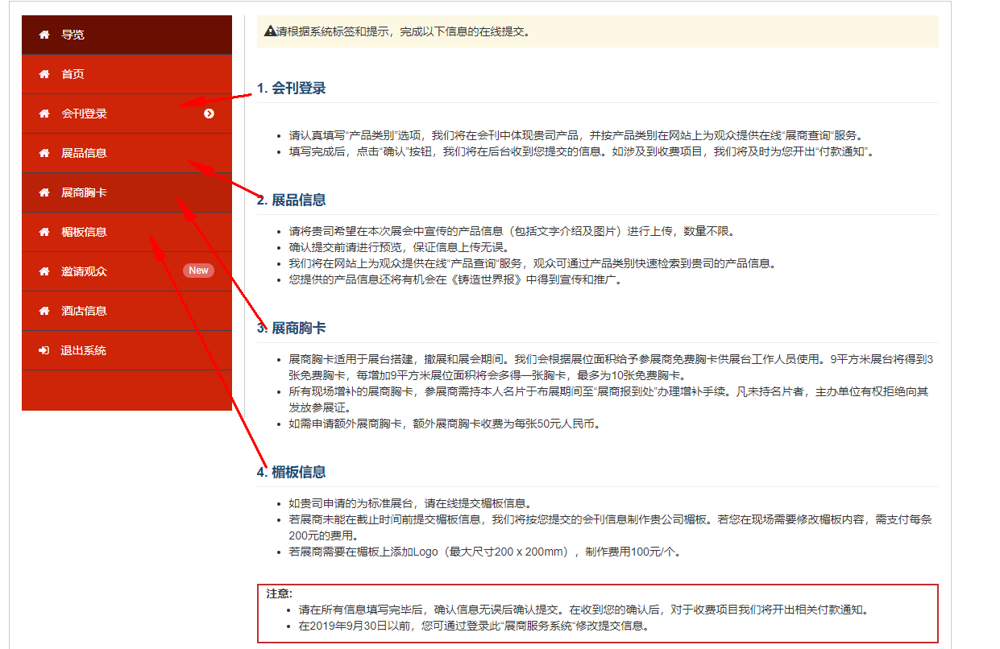 导览
首页
会刊登录
展品信息
展商胸卡
楣板信息
邀请观众 New
酒店信息
退出系统
请根据系统标签和提示，完成以下信息的在线提交。
1. 会刊登录
• 请认真填写“产品类别”选项，我们将在会刊中体现贵司产品，并按产品类别在网站上为观众提供在线“展商查询“服务。
• 填写完成后，点击“确认”按钮，我们将在后台收到您提交的信息。如涉及到收费项目，我们将及时为您开出“付款通知”。
2. 展品信息
• 请将贵司希望在本次展会中宣传的产品信息（包括文字介绍及图片）进行上传，数量不限。
• 确认提交前请进行预览，保证信息上传无误。
• 我们将在网站上为观众提供在线“产品查询“服务，观众可通过产品类别快速检索到贵司的产品信息。
• 您提供的产品信息还将有机会在《铸造世界报》中得到宣传和推广。
3. 展商胸卡
• 展商胸卡适用于展台搭建，撤展和展会期间。我们会根据展位面积给予参展商免费胸卡供展台工作人员使用。9平方米展台将得到3
张免费胸卡，每增加9平方米展位面积将会多得一张胸卡，最多为10张免费胸卡。
• 所有现场增补的展商胸卡，参展商需持本人名片于布展期间至“展商报到处”办理增补手续。凡未持名片者，主办单位有权拒绝向其
发放参展证。
• 如需申请额外展商胸卡，额外展商胸卡收费为每张50元人民币。
4. 楣板信息
• 如贵司申请的为标准展台，请在线提交楣板信息。
• 若展商未能在截止时间前提交楣板信息，我们将按您提交的会刊信息制作贵公司楣板。若您在现场需要修改楣板内容，需支付每条
200元的费用。
• 若展商需要在楣板上添加Logo（最大尺寸200 x 200mm），制作费用100元/个。
注意:
• 请在所有信息填写完毕后，确认信息无误后确认提交。在收到您的确认后，对于收费项目我们将开出相关付款通知。
• 在2019年9月30日以前，您可通过登录此“展商服务系统“修改提交信息。